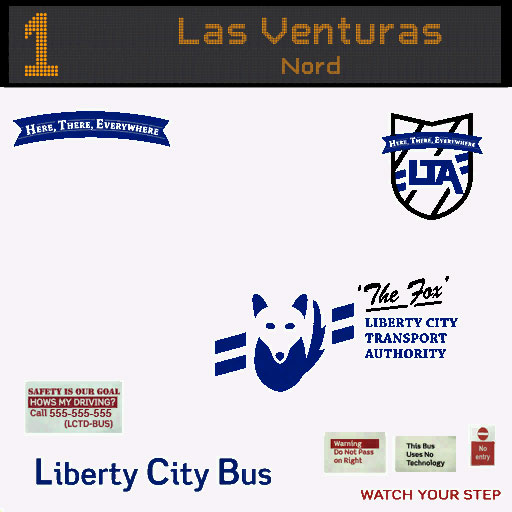 1
Las Venturas
Nord
Here, There, Everywhere
Here, There, Everywhere
LTA
'The Fox'
LIBERTY CITY
TRANSPORT
AUTHORITY
SAFETY IS OUR GOAL
HOWS MY DRIVING?
Call 555-555-555
(LCTD-BUS)
Warning
Do Not Pass
on Right
This Bus
Uses No
Technology
No
entry
Liberty City Bus
WATCH YOUR STEP